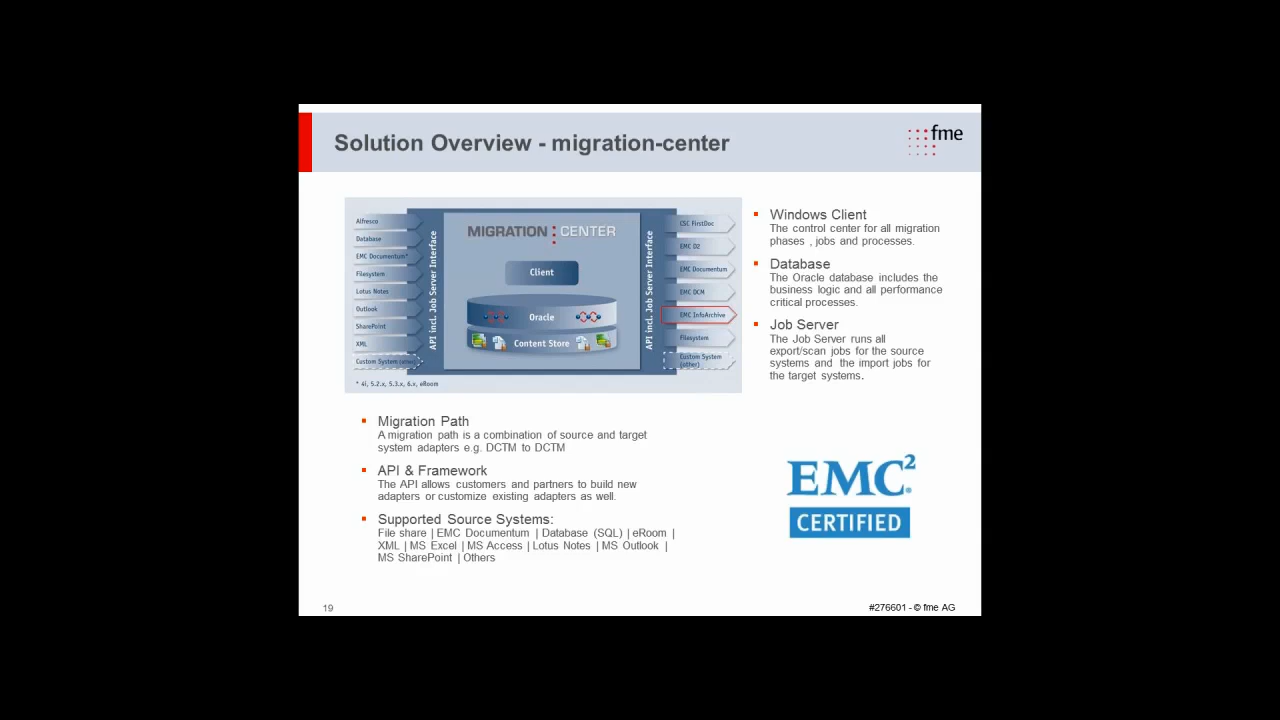 Solution Overview - migration-center
fme
Alfresco
Database
EMC Documentum*
Filesystem
Lotus Notes
Outlook
SharePoint
XML
Custom System (other)
* 4i, 5.2.x, 5.3.x, 6.x, eRoom
API incl. Job Server Interface
MIGRATION : CENTER
Client
Oracle
Content Store
API incl. Job Server Interface
CSC FirstDoc
EMC D2
EMC Documentum
EMC DCM
EMC InfoArchive
Filesystem
Custom System
(other)
Windows Client
The control center for all migration
phases , jobs and processes.
Database
The Oracle database includes the
business logic and all performance
critical processes.
Job Server
The Job Server runs all
export/scan jobs for the source
systems and the import jobs for
the target systems.
Migration Path
A migration path is a combination of source and target
system adapters e.g. DCTM to DCTM
API & Framework
The API allows customers and partners to build new
adapters or customize existing adapters as well.
Supported Source Systems:
File share | EMC Documentum | Database (SQL) | eRoom |
XML | MS Excel | MS Access | Lotus Notes | MS Outlook |
MS SharePoint | Others
EMC²
CERTIFIED
19
#276601 - © fme AG